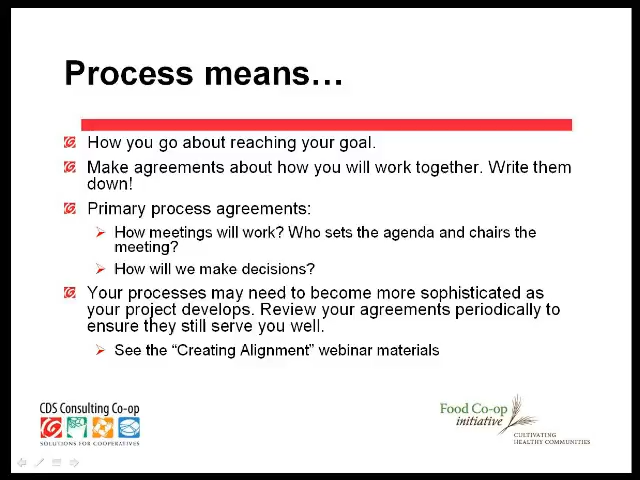 Process means…
How you go about reaching your goal.
Make agreements about how you will work together. Write them
down!
Primary process agreements:
How meetings will work? Who sets the agenda and chairs the
meeting?
How will we make decisions?
Your processes may need to become more sophisticated as
your project develops. Review your agreements periodically to
ensure they still serve you well.
See the “Creating Alignment” webinar materials
CDS Consulting Co-op
SOLUTIONS FOR COOPERATIVES
Food Co-op
initiative
CULTIVATING
HEALTHY COMMUNITIES